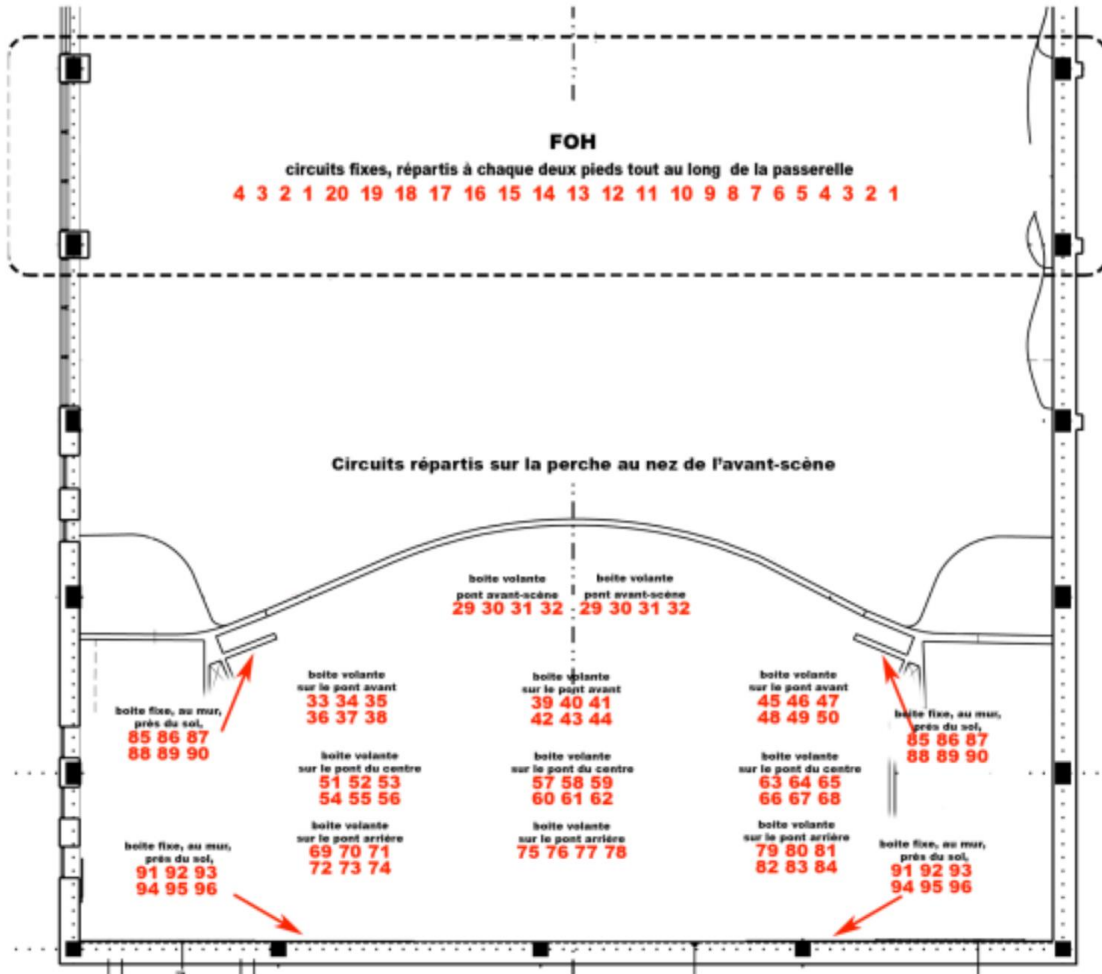 FOH
circuits fixes, répartis à chaque deux pieds tout au long de la passerelle
4 3 2 1 20 19 18 17 16 15 14 13 12 11 10 9 8 7 6 5 4 3 2 1
Circuits répartis sur la perche au nez de l'avant-scène
boite volante
pont avant-scène
29 30 31 32
boite volante
pont avant-scène
29 30 31 32
boite volante
sur le pont avant
33 34 35
36 37 38
boite volante
sur le pont avant
39 40 41
42 43 44
boite volante
sur le pont avant
45 46 47
48 49 50
boite fixe, au mur,
près du sol,
85 86 87
88 89 90
boite fixe, au mur,
près du sol,
85 86 87
88 89 90
boite volante
sur le pont du centre
51 52 53
54 55 56
boite volante
sur le pont du centre
57 58 59
60 61 62
boite volante
sur le pont du centre
63 64 65
66 67 68
boite volante
sur le pont arrière
69 70 71
72 73 74
boite volante
sur le pont arrière
75 76 77 78
boite volante
sur le pont arrière
79 80 81
82 83 84
boite fixe, au mur,
près du sol,
91 92 93
94 95 96
boite fixe, au mur,
près du sol,
91 92 93
94 95 96